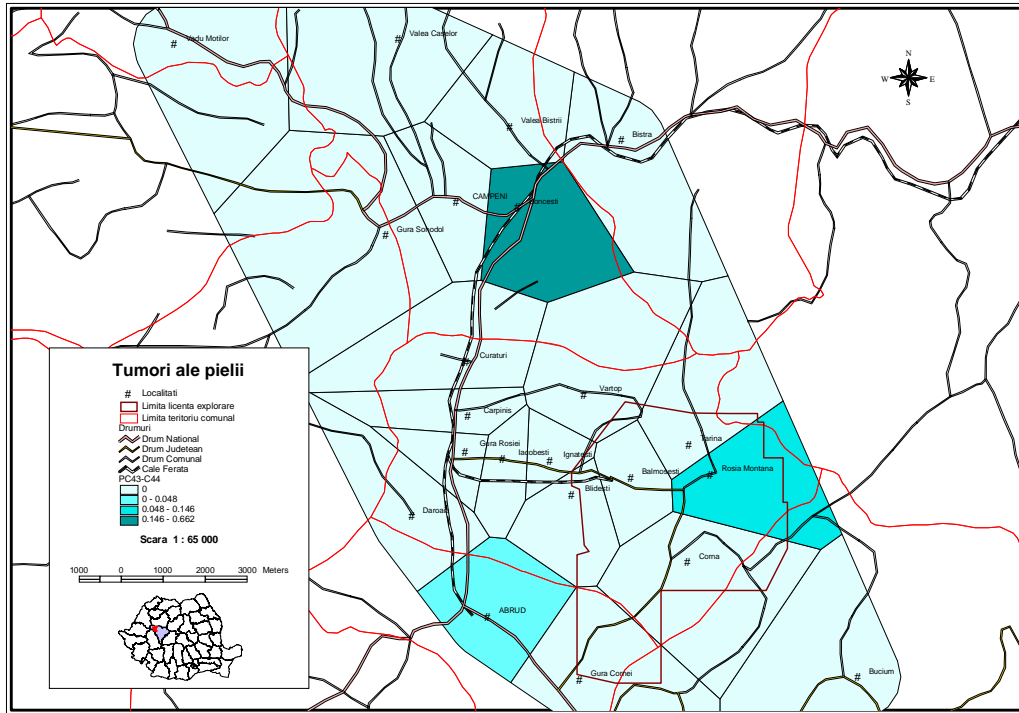 Vadu Motilor
Valea Caselor
N
W
E
S
Valea Bistrii
Bistra
CAMPENI
Boncesti
Gura Sohodol
Curaturi
Vartop
Carpinis
Tarina
Gura Rosiei
Iacobesti
Ignatesti
Balmosesti
Rosia Montana
Blidesti
Daroaia
Corna
ABRUD
Gura Cornei
Bucium
Tumori ale pielii
# Localitati
Limita licenta explorare
Limita teritoriu comunal
Drumuri
Drum National
Drum Judetean
Drum Comunal
Cale Ferata
PC43-C44
0
0 - 0.048
0.048 - 0.146
0.146 - 0.662
Scara 1 : 65 000
1000 0 1000 2000 3000 Meters